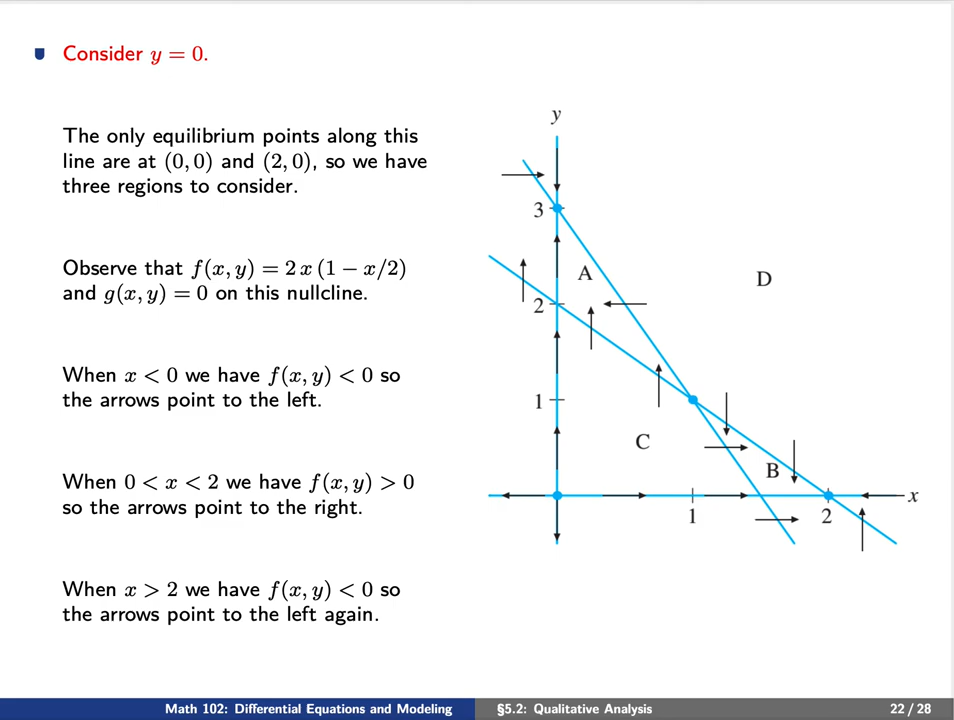 Consider y = 0.
The only equilibrium points along this
line are at (0, 0) and (2, 0), so we have
three regions to consider.
Observe that f(x, y) = 2 x (1 − x/2)
and g(x, y) = 0 on this nullcline.
When x < 0 we have f(x, y) < 0 so
the arrows point to the left.
When 0 < x < 2 we have f(x, y) > 0
so the arrows point to the right.
When x > 2 we have f(x, y) < 0 so
the arrows point to the left again.
y
3
A
D
2
1
C
B
x
1
2
Math 102: Differential Equations and Modeling
§5.2: Qualitative Analysis
22 / 28